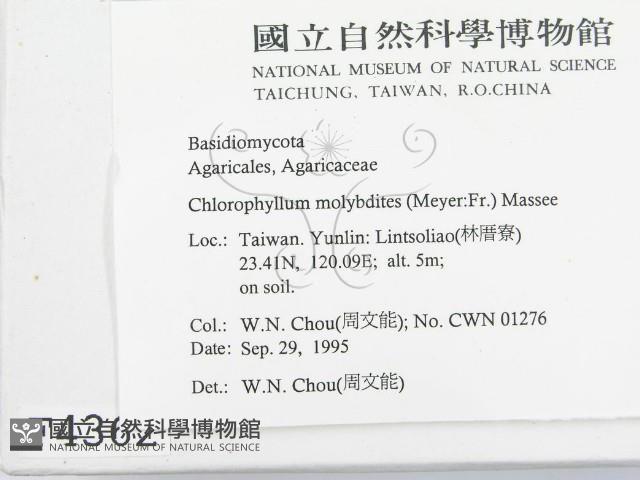 國立自然科學博物館
NATIONAL MUSEUM OF NATURAL SCIENCE
TAICHUNG, TAIWAN, R.O.CHINA
Basidiomycota
Agaricales, Agaricaceae
Chlorophyllum molybdites (Meyer:Fr.) Massee
Loc.: Taiwan. Yunlin: Lintsoliao(林厝寮)
23.41N, 120.09E; alt. 5m;
on soil.
Col.: W.N. Chou(周文能); No. CWN 01276
Date: Sep. 29, 1995
Det.: W.N. Chou(周文能)
國立自然科學博物館
NATIONAL MUSEUM OF NATURAL SCIENCE